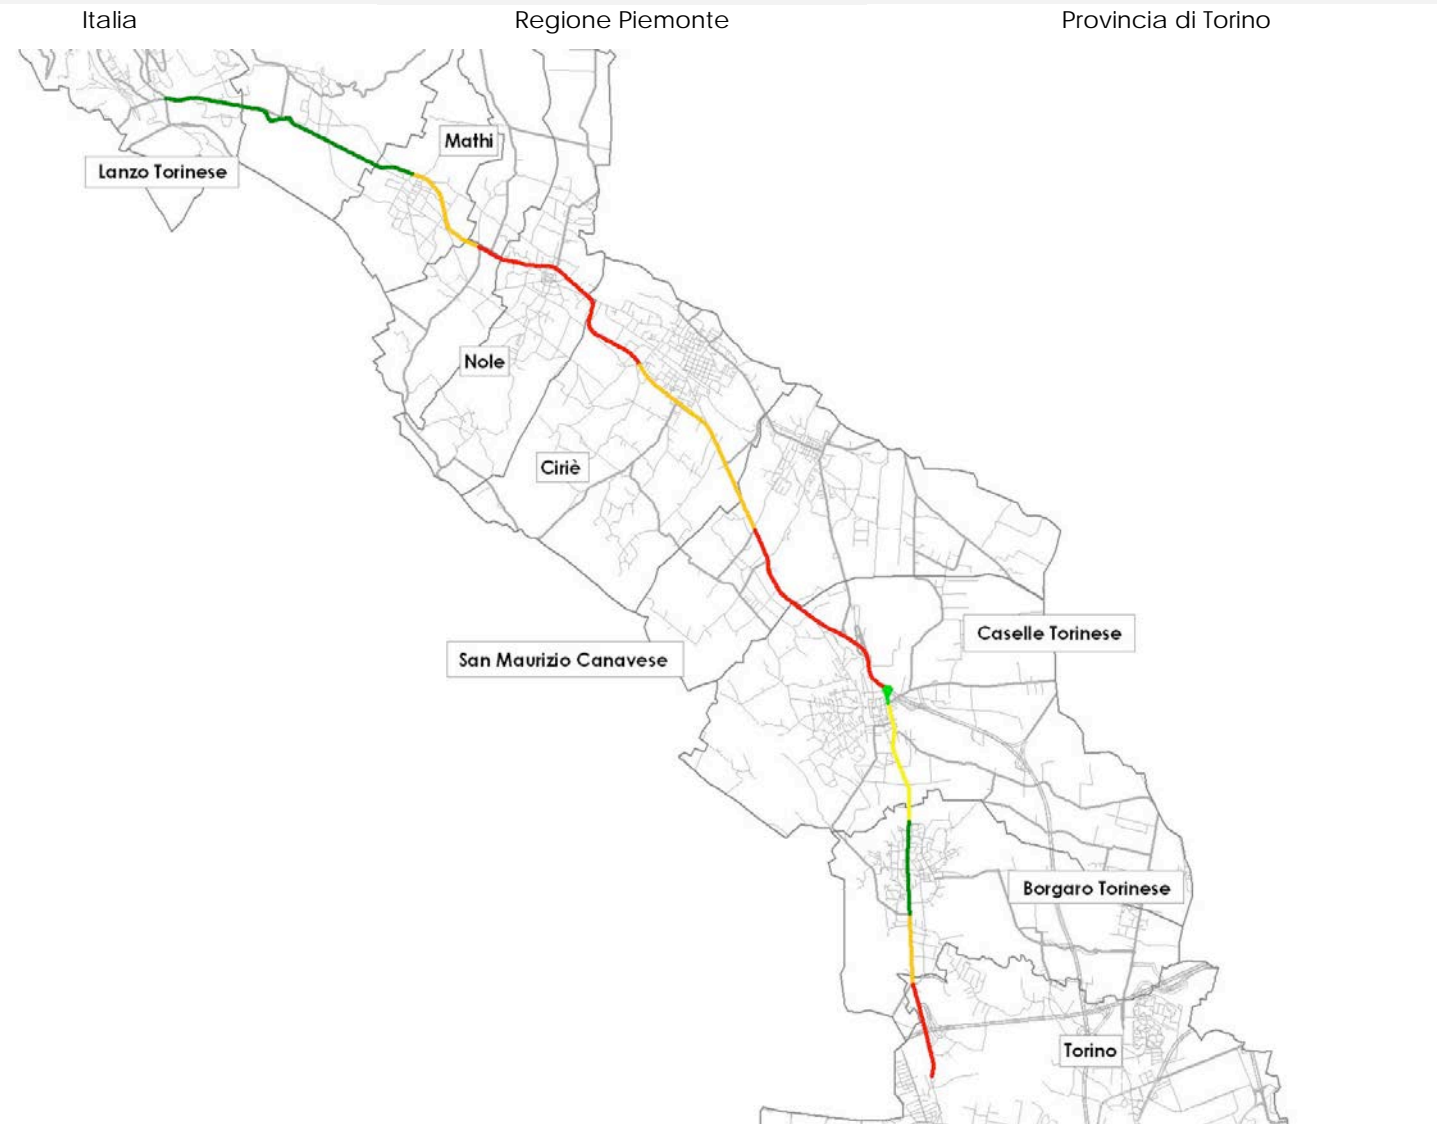 Italia
Regione Piemonte
Provincia di Torino
Mathi
Lanzo Torinese
Nole
Ciriè
Caselle Torinese
San Maurizio Canavese
Borgaro Torinese
Torino